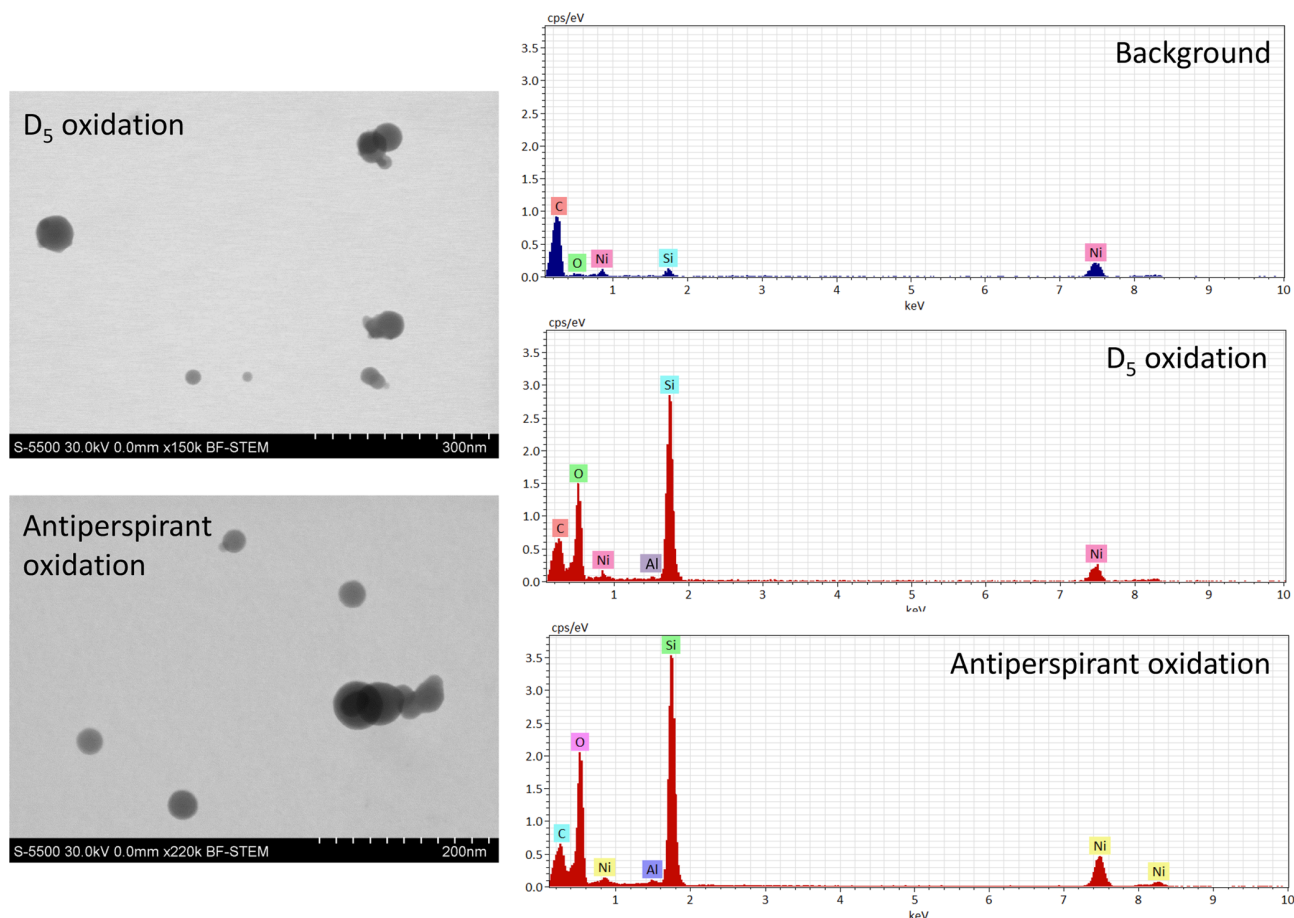 D₅ oxidation
S-5500 30.0kV 0.0mm x150k BF-STEM 300nm
Antiperspirant
oxidation
S-5500 30.0kV 0.0mm x220k BF-STEM 200nm
cps/eV
Background
3.5
3.0
2.5
2.0
1.5
1.0
0.5
0.0
C
O
Ni
Si
Ni
1 2 3 4 5 6 7 8 9 10
keV
cps/eV
D₅ oxidation
3.5
3.0
2.5
2.0
1.5
1.0
0.5
0.0
Si
O
C
Ni
Al
Ni
1 2 3 4 5 6 7 8 9 10
keV
cps/eV
Antiperspirant oxidation
3.5
3.0
2.5
2.0
1.5
1.0
0.5
0.0
Si
O
C
Ni
Al
Ni
Ni
1 2 3 4 5 6 7 8 9 10
keV